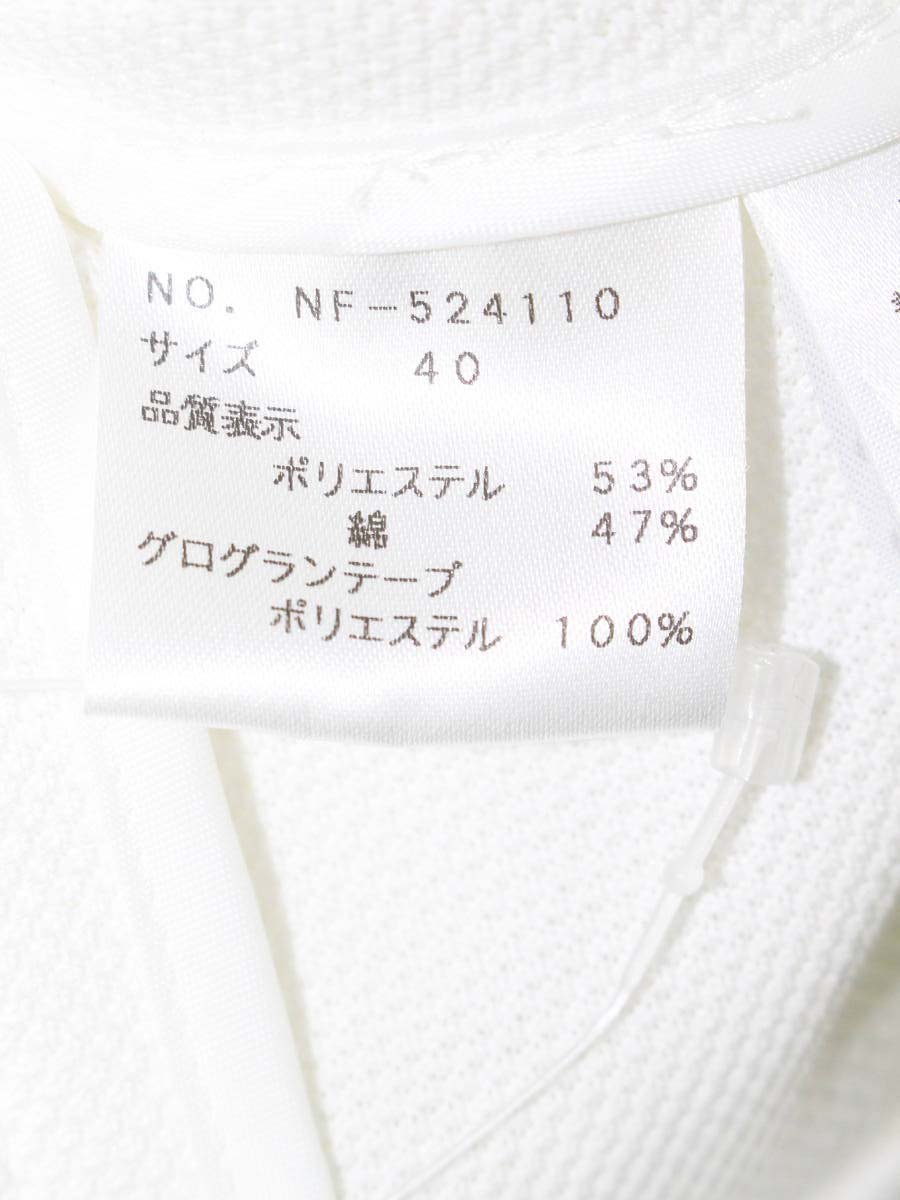 NO. NF-524110
サイズ 40
品質表示
ポリエステル 53%
綿 47%
グログランテープ
ポリエステル 100%